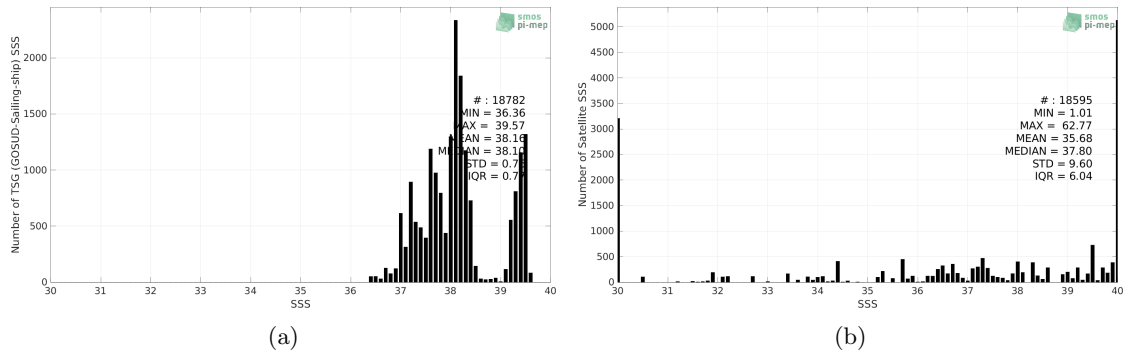 smos
pi-mep
Number of TSG (GOSUD-Sailing-ship) SSS
2000
1500
1000
500
0
# : 18782
MIN = 36.36
MAX = 39.57
MEAN = 38.16
MEDIAN = 38.10
STD = 0.7
IQR = 0.7
30 31 32 33 34 35 36 37 38 39 40
SSS
(a)
smos
pi-mep
Number of Satellite SSS
5000
4500
4000
3500
3000
2500
2000
1500
1000
500
0
# : 18595
MIN = 1.01
MAX = 62.77
MEAN = 35.68
MEDIAN = 37.80
STD = 9.60
IQR = 6.04
30 31 32 33 34 35 36 37 38 39 40
SSS
(b)